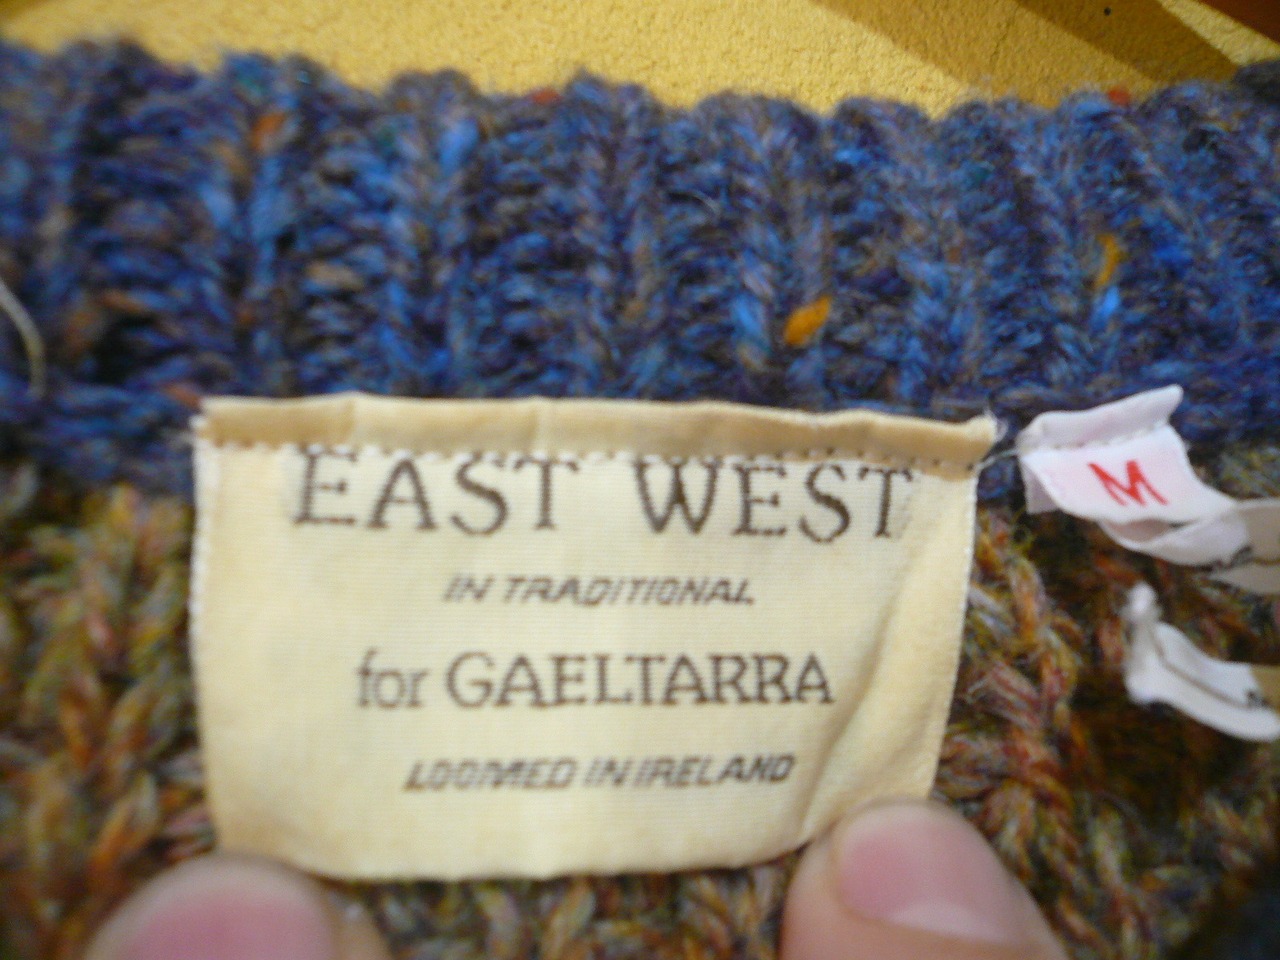 EAST WEST
IN TRADITIONAL
for GAELTARRA
LOOMED IN IRELAND
M